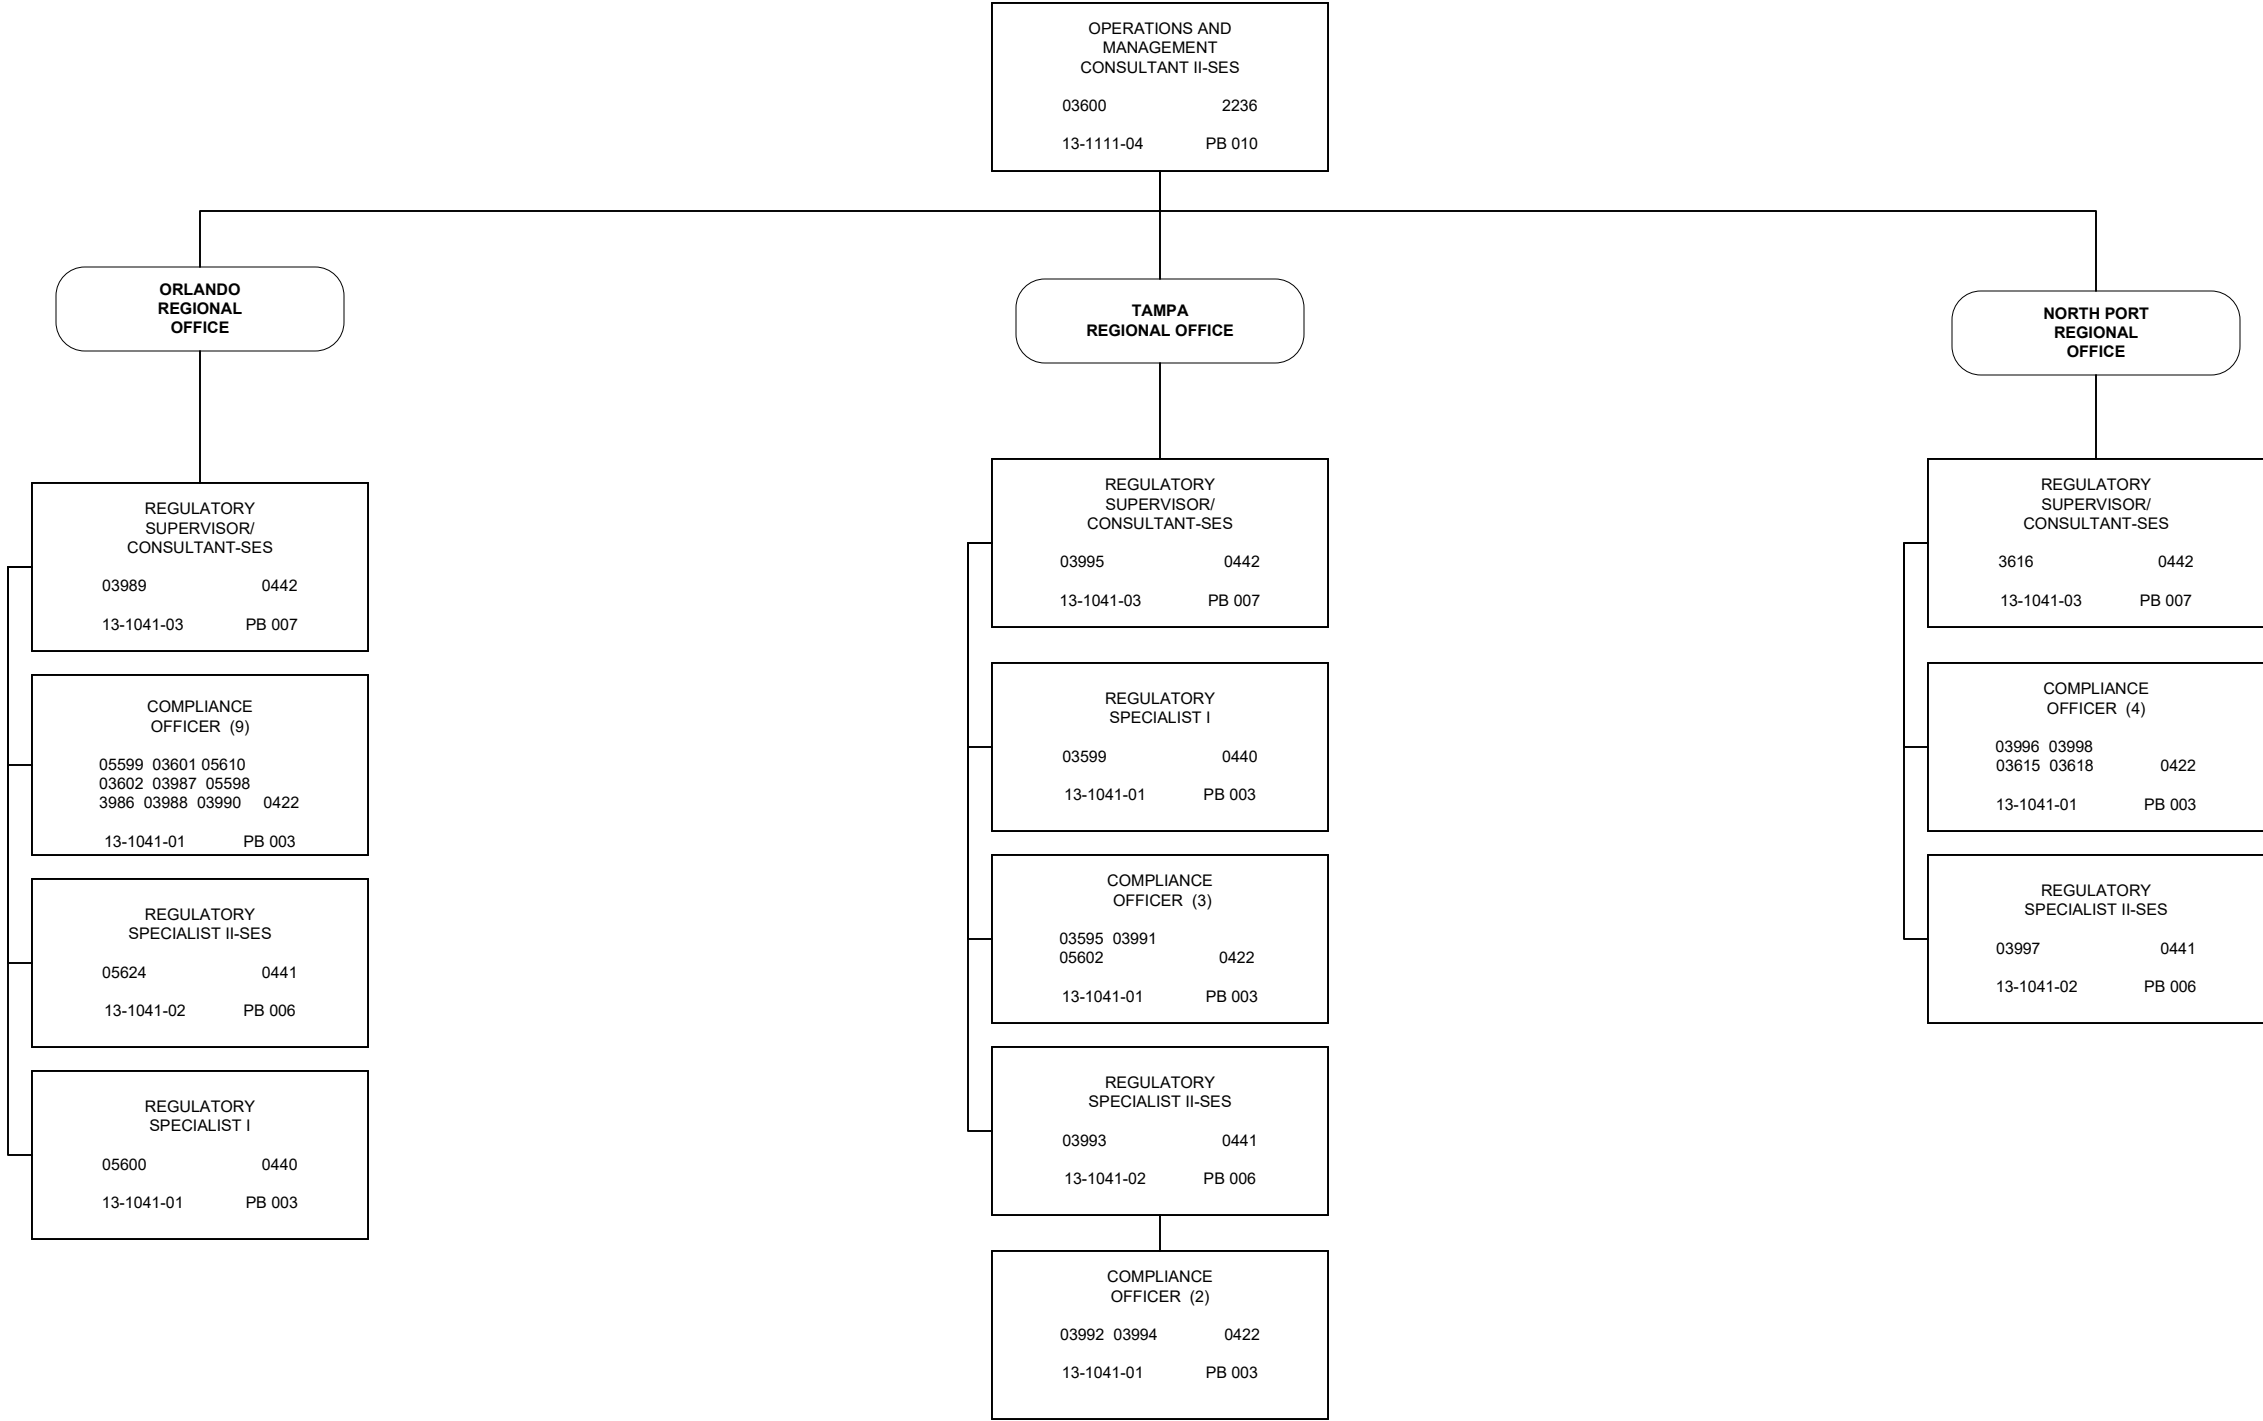 OPERATIONS AND
MANAGEMENT
CONSULTANT II-SES
03600 2236
13-1111-04 PB 010
ORLANDO
REGIONAL
OFFICE
REGULATORY
SUPERVISOR/
CONSULTANT-SES
03989 0442
13-1041-03 PB 007
COMPLIANCE
OFFICER (9)
05599 03601 05610
03602 03987 05598
3986 03988 03990 0422
13-1041-01 PB 003
REGULATORY
SPECIALIST II-SES
05624 0441
13-1041-02 PB 006
REGULATORY
SPECIALIST I
05600 0440
13-1041-01 PB 003
TAMPA
REGIONAL OFFICE
REGULATORY
SUPERVISOR/
CONSULTANT-SES
03995 0442
13-1041-03 PB 007
REGULATORY
SPECIALIST I
03599 0440
13-1041-01 PB 003
COMPLIANCE
OFFICER (3)
03595 03991
05602 0422
13-1041-01 PB 003
REGULATORY
SPECIALIST II-SES
03993 0441
13-1041-02 PB 006
COMPLIANCE
OFFICER (2)
03992 03994 0422
13-1041-01 PB 003
NORTH PORT
REGIONAL
OFFICE
REGULATORY
SUPERVISOR/
CONSULTANT-SES
3616 0442
13-1041-03 PB 007
COMPLIANCE
OFFICER (4)
03996 03998
03615 03618 0422
13-1041-01 PB 003
REGULATORY
SPECIALIST II-SES
03997 0441
13-1041-02 PB 006